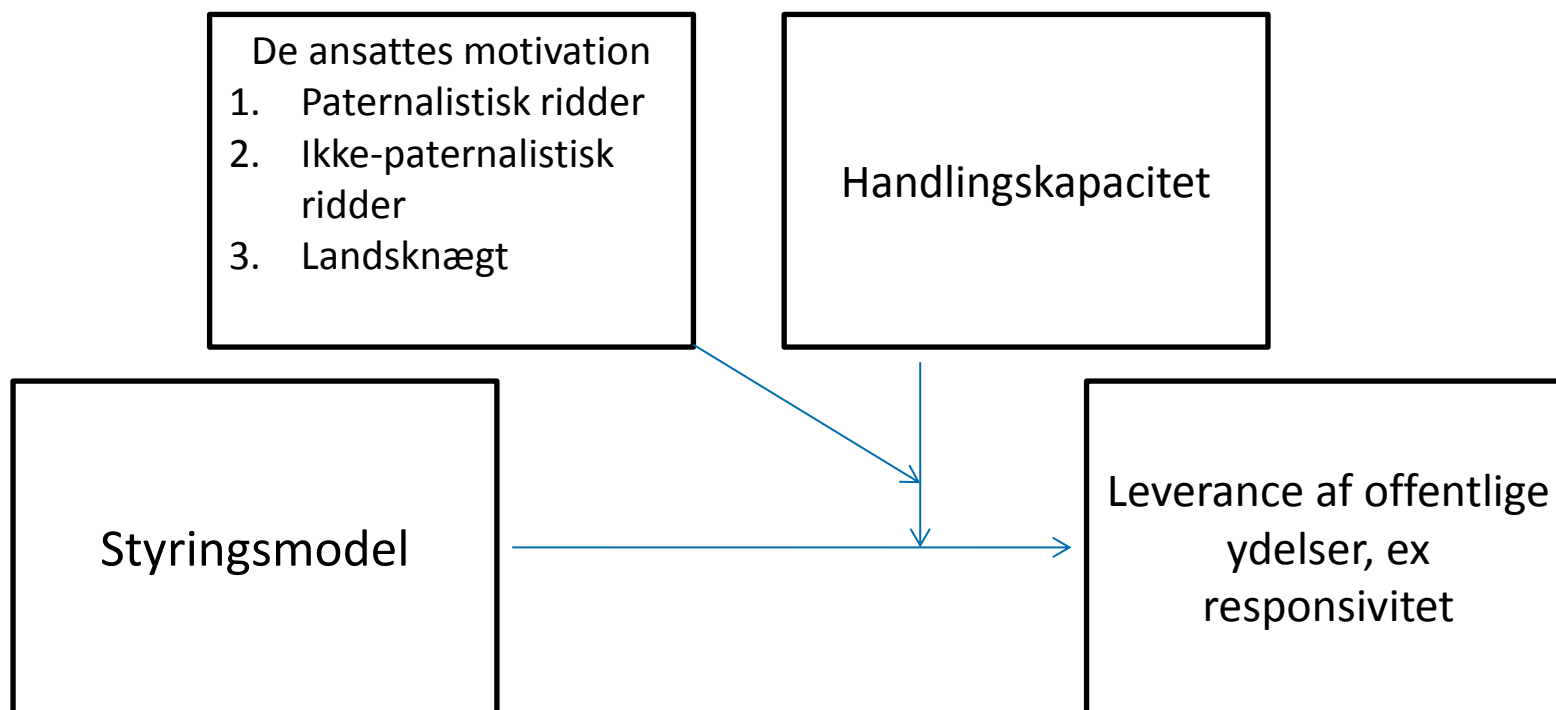 De ansattes motivation
1. Paternalistisk ridder
2. Ikke-paternalistisk
ridder
3. Landsknægt
Handlingskapacitet
Styringsmodel
Leverance af offentlige
ydelser, ex
responsivitet